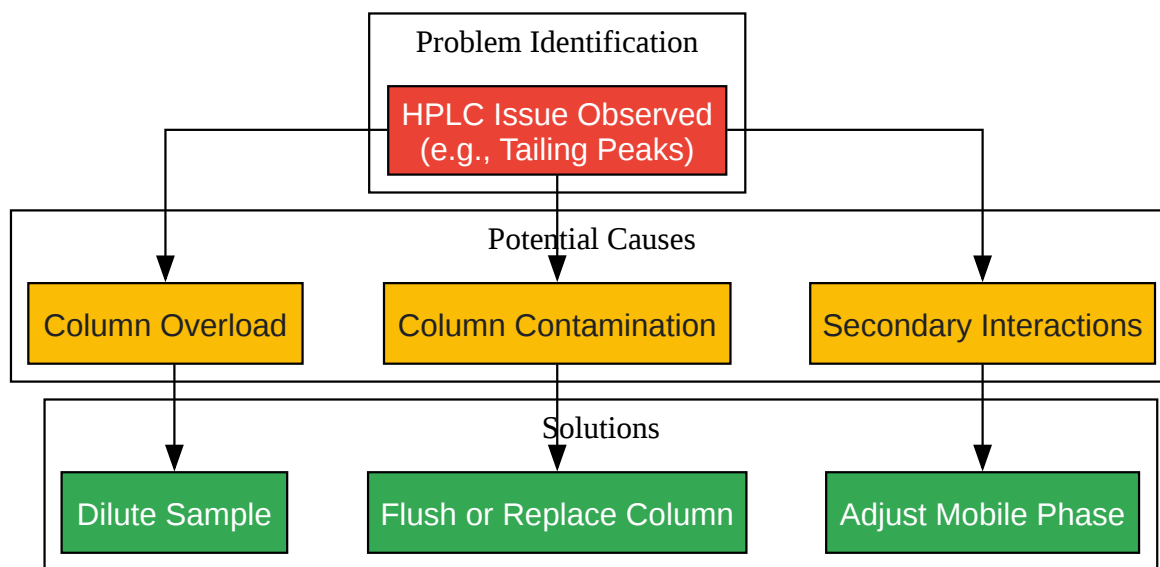 Problem Identification
HPLC Issue Observed
(e.g., Tailing Peaks)
Potential Causes
Column Overload
Column Contamination
Secondary Interactions
Solutions
Dilute Sample
Flush or Replace Column
Adjust Mobile Phase